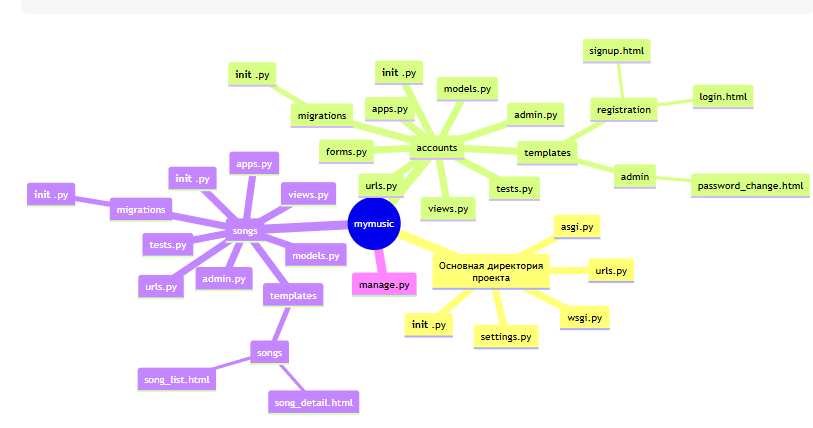 signup.html
init .py
init .py
models.py
login.html
apps.py
registration
migrations
admin.py
accounts
forms.py
templates
apps.py
init .py
admin
urls.py
tests.py
password_change.html
init .py
views.py
migrations
views.py
mymusic
songs
asgi.py
tests.py
models.py
Основная директория
проекта
urls.py
admin.py
urls.py
manage.py
templates
wsgi.py
init .py
settings.py
songs
song_list.html
song_detail.html